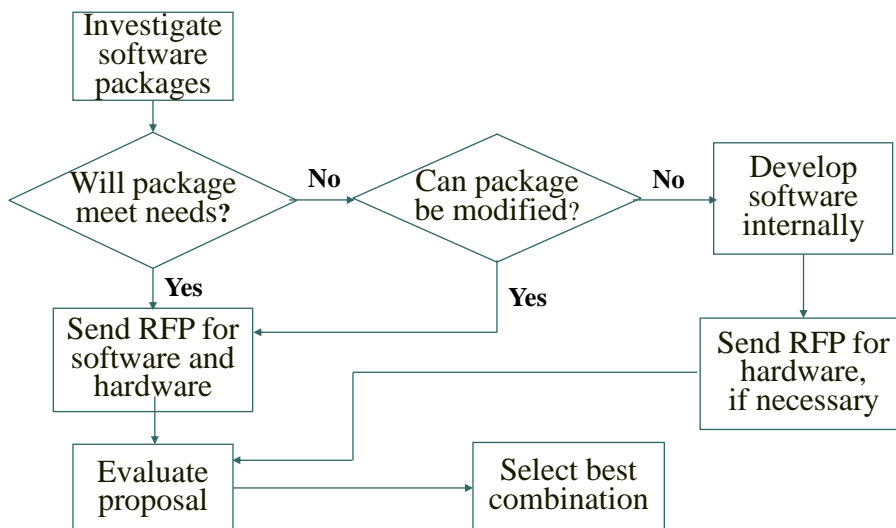 Investigate
software
packages
Will package
meet needs?
No
Can package
be modified?
No
Develop
software
internally
Yes
Yes
Send RFP for
software and
hardware
Send RFP for
hardware,
if necessary
Evaluate
proposal
Select best
combination